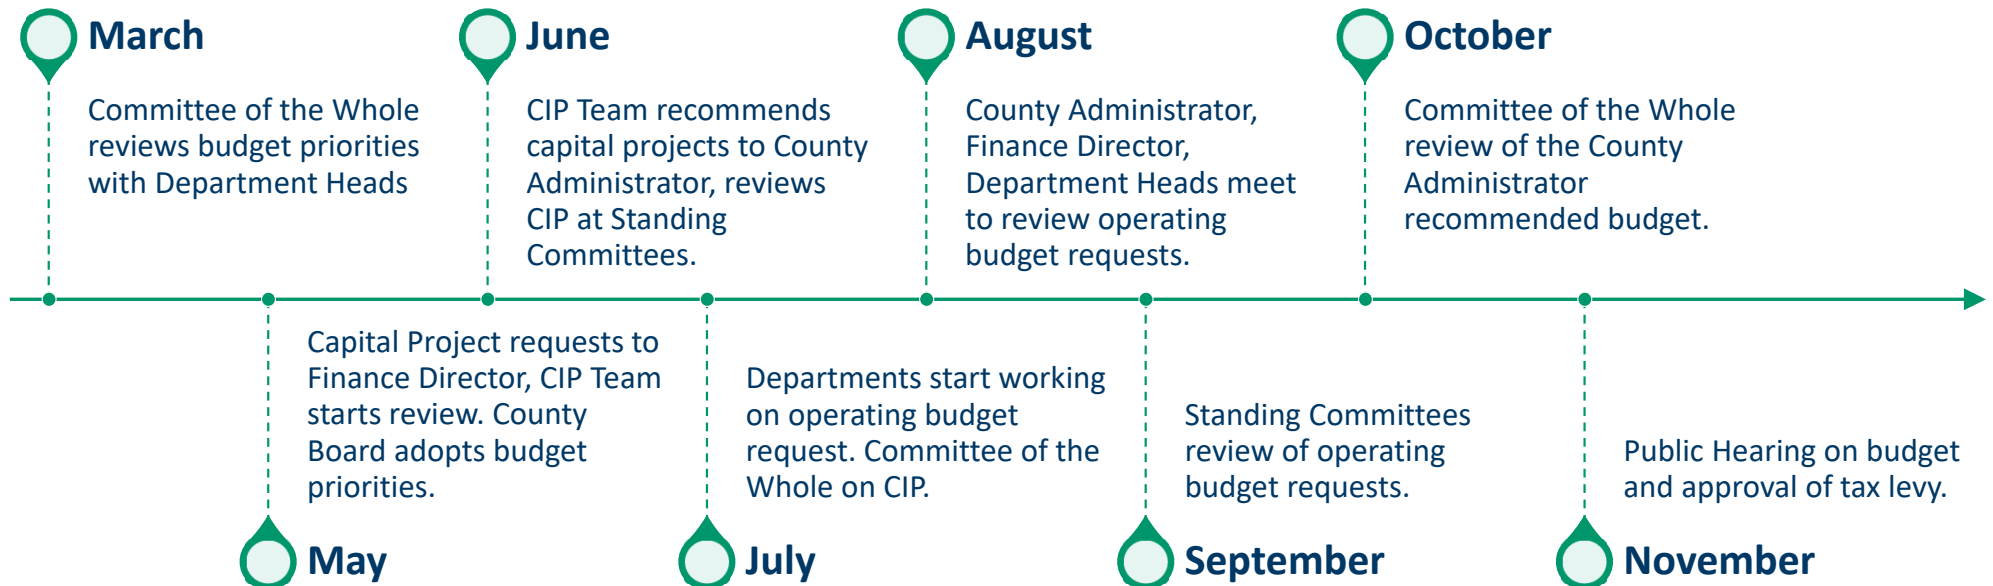 March
Committee of the Whole
reviews budget priorities
with Department Heads
May
Capital Project requests to
Finance Director, CIP Team
starts review. County
Board adopts budget
priorities.
June
CIP Team recommends
capital projects to County
Administrator, reviews
CIP at Standing
Committees.
July
Departments start working
on operating budget
request. Committee of the
Whole on CIP.
August
County Administrator,
Finance Director,
Department Heads meet
to review operating
budget requests.
September
Standing Committees
review of operating
budget requests.
October
Committee of the Whole
review of the County
Administrator
recommended budget.
November
Public Hearing on budget
and approval of tax levy.